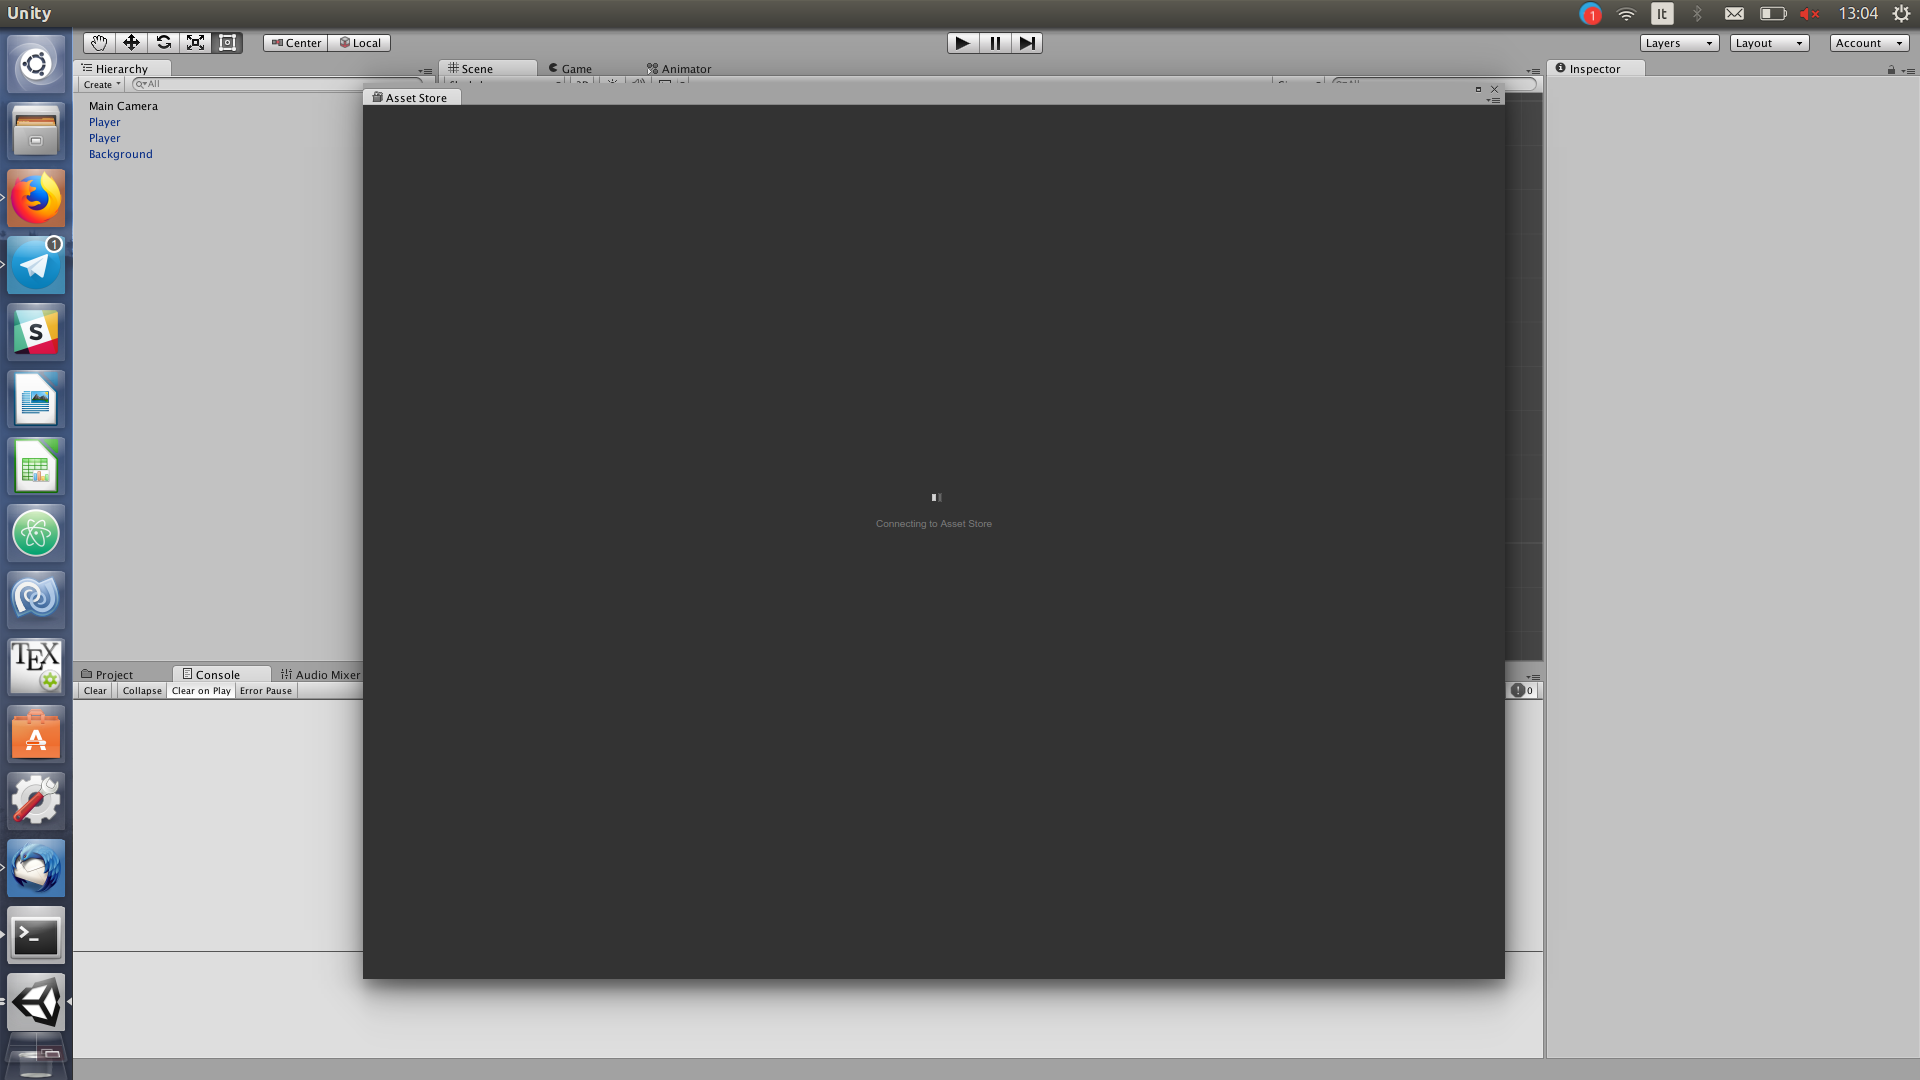 Unity
1
It
13:04
Center
Local
Layers
Layout
Account
Hierarchy
Scene
Game
Animator
Inspector
Create
All
Asset Store
Main Camera
Player
Player
Background
1
S
Connecting to Asset Store
TEX
Project
Console
Audio Mixer
Clear
Collapse
Clear on Play
Error Pause
0
A
>_